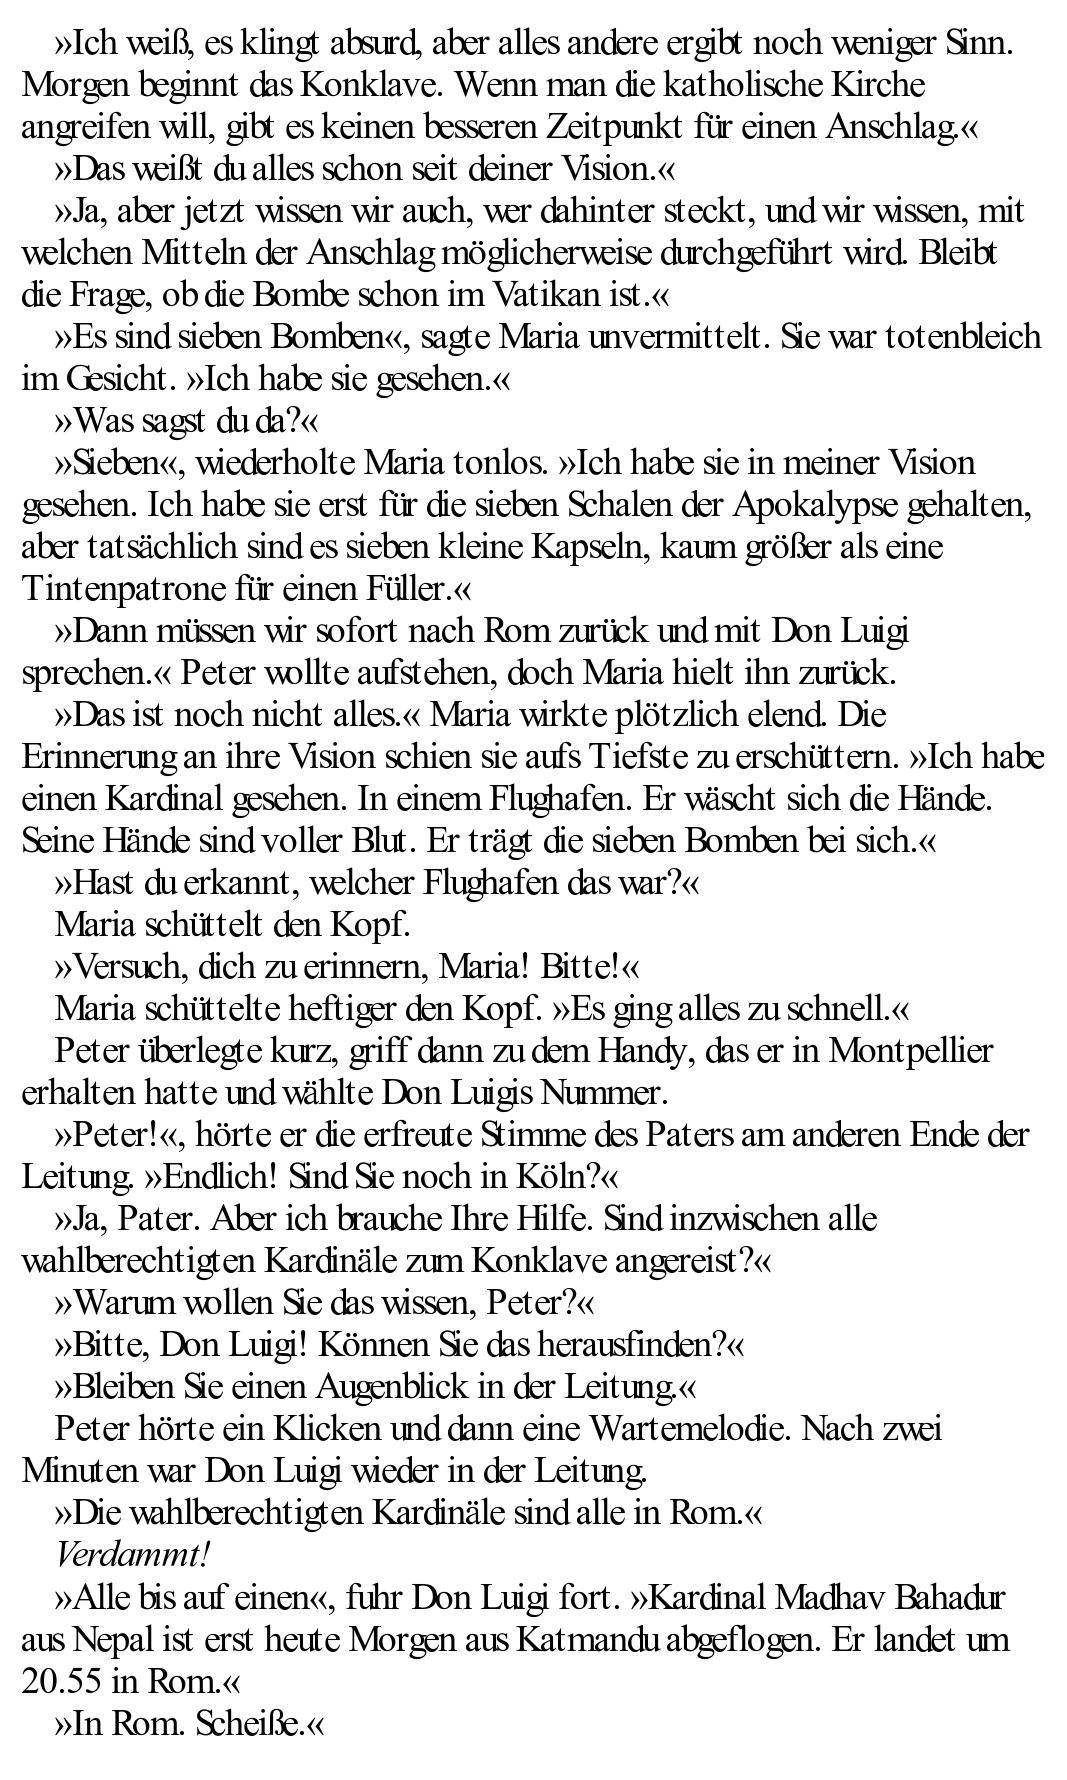 »Ich weiß, es klingt absurd, aber alles andere ergibt noch weniger Sinn.
Morgen beginnt das Konklave. Wenn man die katholische Kirche
angreifen will, gibt es keinen besseren Zeitpunkt für einen Anschlag.«
»Das weißt du alles schon seit deiner Vision.«
»Ja, aber jetzt wissen wir auch, wer dahinter steckt, und wir wissen, mit
welchen Mitteln der Anschlag möglicherweise durchgeführt wird. Bleibt
die Frage, ob die Bombe schon im Vatikan ist.«
»Es sind sieben Bomben«, sagte Maria unvermittelt. Sie war totenbleich
im Gesicht. »Ich habe sie gesehen.«
»Was sagst du da?«
»Sieben«, wiederholte Maria tonlos. »Ich habe sie in meiner Vision
gesehen. Ich habe sie erst für die sieben Schalen der Apokalypse gehalten,
aber tatsächlich sind es sieben kleine Kapseln, kaum größer als eine
Tintenpatrone für einen Füller.«
»Dann müssen wir sofort nach Rom zurück und mit Don Luigi
sprechen.« Peter wollte aufstehen, doch Maria hielt ihn zurück.
»Das ist noch nicht alles.« Maria wirkte plötzlich elend. Die
Erinnerung an ihre Vision schien sie aufs Tiefste zu erschüttern. »Ich habe
einen Kardinal gesehen. In einem Flughafen. Er wäscht sich die Hände.
Seine Hände sind voller Blut. Er trägt die sieben Bomben bei sich.«
»Hast du erkannt, welcher Flughafen das war?«
Maria schüttelt den Kopf.
»Versuch, dich zu erinnern, Maria! Bitte!«
Maria schüttelte heftiger den Kopf. »Es ging alles zu schnell.«
Peter überlegte kurz, griff dann zu dem Handy, das er in Montpellier
erhalten hatte und wählte Don Luigis Nummer.
»Peter!«, hörte er die erfreute Stimme des Paters am anderen Ende der
Leitung. »Endlich! Sind Sie noch in Köln?«
»Ja, Pater. Aber ich brauche Ihre Hilfe. Sind inzwischen alle
wahlberechtigten Kardinäle zum Konklave angereist?«
»Warum wollen Sie das wissen, Peter?«
»Bitte, Don Luigi! Können Sie das herausfinden?«
»Bleiben Sie einen Augenblick in der Leitung.«
Peter hörte ein Klicken und dann eine Wartemelodie. Nach zwei
Minuten war Don Luigi wieder in der Leitung.
»Die wahlberechtigten Kardinäle sind alle in Rom.«
Verdammt!
»Alle bis auf einen«, fuhr Don Luigi fort. »Kardinal Madhav Bahadur
aus Nepal ist erst heute Morgen aus Katmandu abgeflogen. Er landet um
20.55 in Rom.«
»In Rom. Scheiße.«